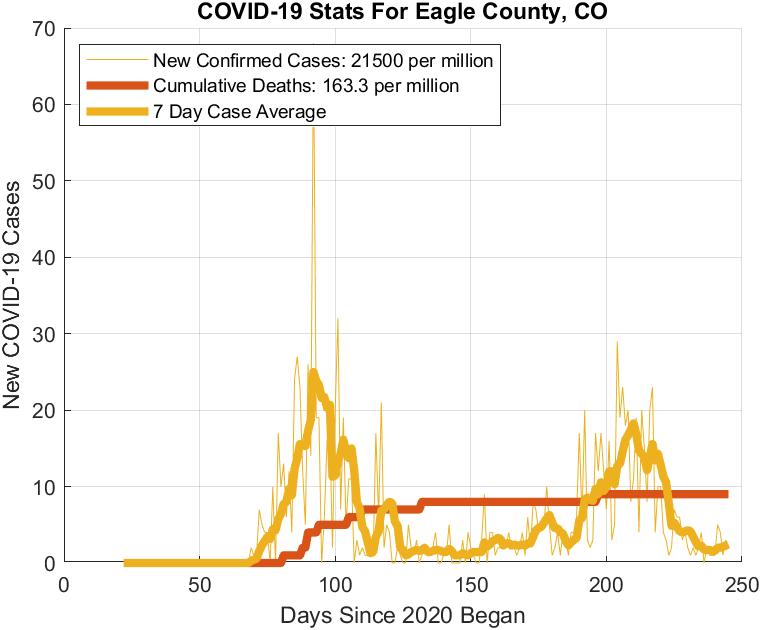 COVID-19 Stats For Eagle County, CO
New Confirmed Cases: 21500 per million
Cumulative Deaths: 163.3 per million
7 Day Case Average
New COVID-19 Cases
70
60
50
40
30
20
10
0
0 50 100 150 200 250
Days Since 2020 Began